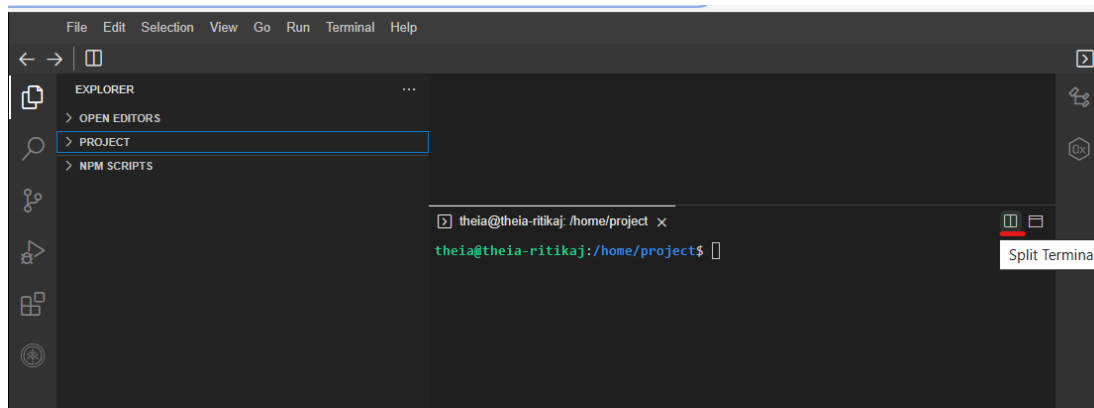 File Edit Selection View Go Run Terminal Help
EXPLORER ...
> OPEN EDITORS
> PROJECT
> NPM SCRIPTS
theia@theia-ritikaj: /home/project ×
theia@theia-ritikaj:/home/project$
Split Termina
0x